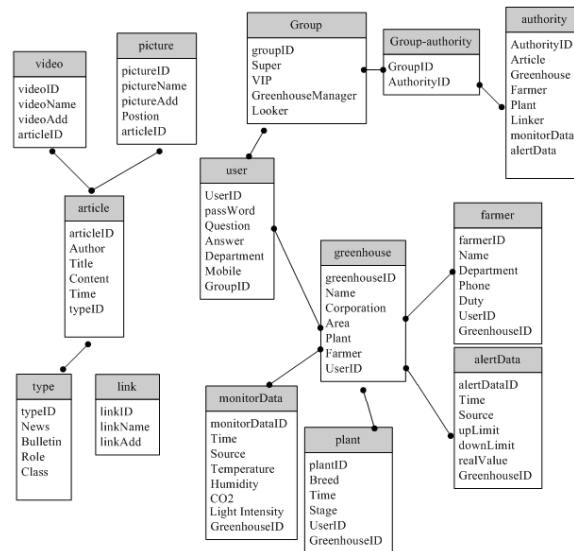 video
videoID
videoName
videoAdd
articleID
picture
pictureID
pictureName
pictureAdd
Postion
articleID
Group
groupID
Super
VIP
GreenhouseManager
Looker
Group-authority
GroupID
AuthorityID
authority
AuthorityID
Article
Greenhouse
Farmer
Plant
Linker
monitorData
alertData
article
articleID
Author
Title
Content
Time
typeID
user
UserID
passWord
Question
Answer
Department
Mobile
GroupID
greenhouse
greenhouseID
Name
Corporation
Area
Plant
Farmer
UserID
farmer
farmerID
Name
Department
Phone
Duty
UserID
GreenhouseID
type
typeID
News
Bulletin
Role
Class
link
linkID
linkName
linkAdd
monitorData
monitorDataID
Time
Source
Temperature
Humidity
CO2
Light Intensity
GreenhouseID
plant
plantID
Breed
Time
Stage
UserID
GreenhouseID
alertData
alertDataID
Time
Source
upLimit
downLimit
realValue
GreenhouseID